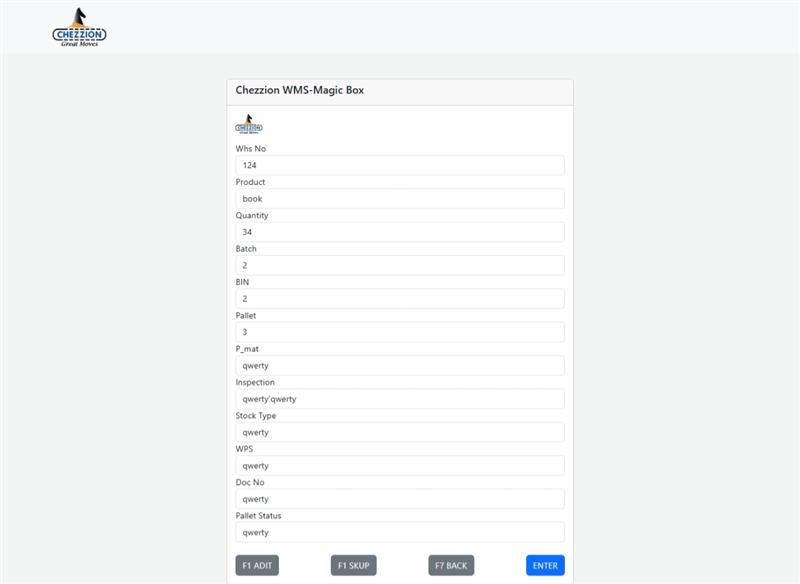 CHEZZION
Great Moves
Chezzion WMS-Magic Box
CHEZZION
Great Moves
Whs No
124
Product
book
Quantity
34
Batch
2
BIN
2
Pallet
3
P_mat
qwerty
Inspection
qwerty'qwerty
Stock Type
qwerty
WPS
qwerty
Doc No
qwerty
Pallet Status
qwerty
F1 ADIT F1 SKUP F7 BACK ENTER